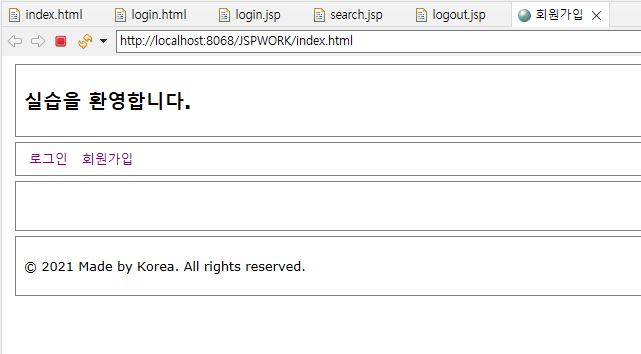 index.html login.html login.jsp search.jsp logout.jsp 회원가입
http://localhost:8068/JSPWORK/index.html
실습을 환영합니다.
로그인 회원가입
© 2021 Made by Korea. All rights reserved.